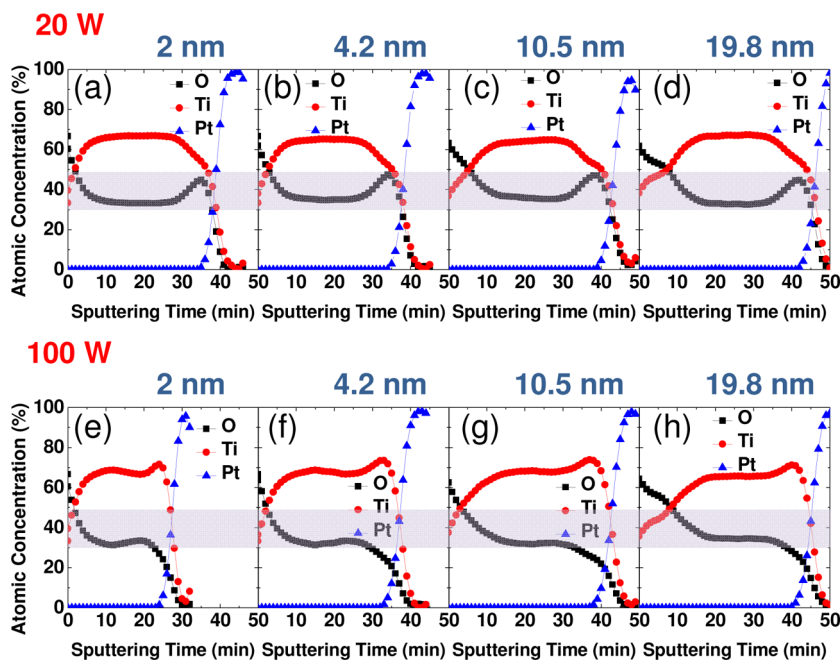 20 W
2 nm 4.2 nm 10.5 nm 19.8 nm
Atomic Concentration (%)
100
80
60
40
20
0
(a) O Ti Pt
(b) O Ti Pt
(c) O Ti Pt
(d) O Ti Pt
0 10 20 30 40 50 10 20 30 40 50 10 20 30 40 50 10 20 30 40 50
Sputtering Time (min) Sputtering Time (min) Sputtering Time (min) Sputtering Time (min)
100 W
2 nm 4.2 nm 10.5 nm 19.8 nm
Atomic Concentration (%)
100
80
60
40
20
0
(e) O Ti Pt
(f) O Ti Pt
(g) O Ti Pt
(h) O Ti Pt
0 10 20 30 40 50 10 20 30 40 50 10 20 30 40 50 10 20 30 40 50
Sputtering Time (min) Sputtering Time (min) Sputtering Time (min) Sputtering Time (min)